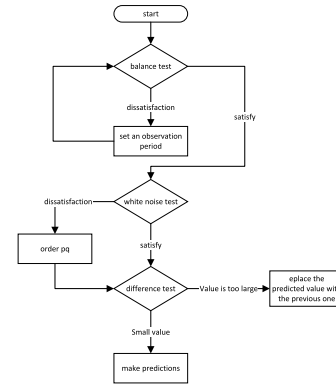 start
balance test
dissatisfaction
satisfy
set an observation
period
white noise test
dissatisfaction
order pq
satisfy
difference test
Value is too large
eplace the
predicted value wit
the previous one
Small value
make predictions